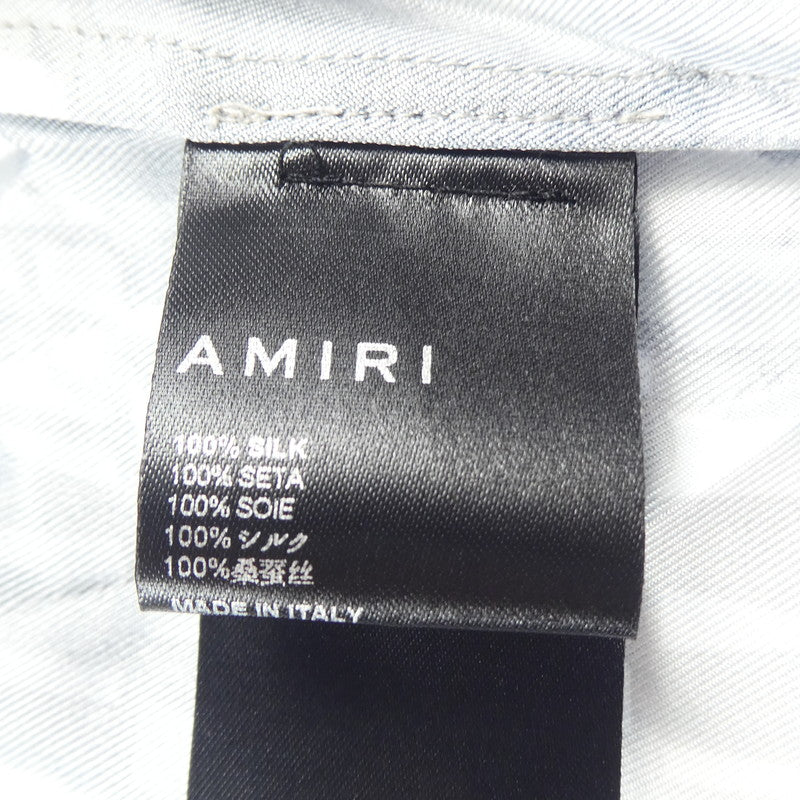 AMIRI
100% SILK
100% SETA
100% SOIE
100% シルク
100%桑蚕丝
MADE IN ITALY